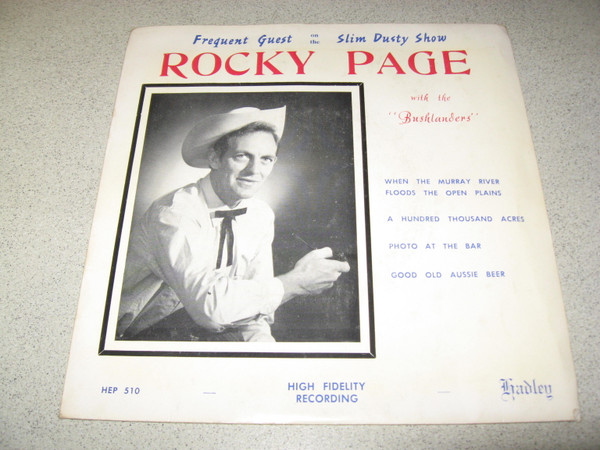 Frequent Guest on the Slim Dusty Show
ROCKY PAGE
with the
"Bushlanders"
WHEN THE MURRAY RIVER
FLOODS THE OPEN PLAINS
A HUNDRED THOUSAND ACRES
PHOTO AT THE BAR
GOOD OLD AUSSIE BEER
HEP 510 — HIGH FIDELITY — Hadley
RECORDING